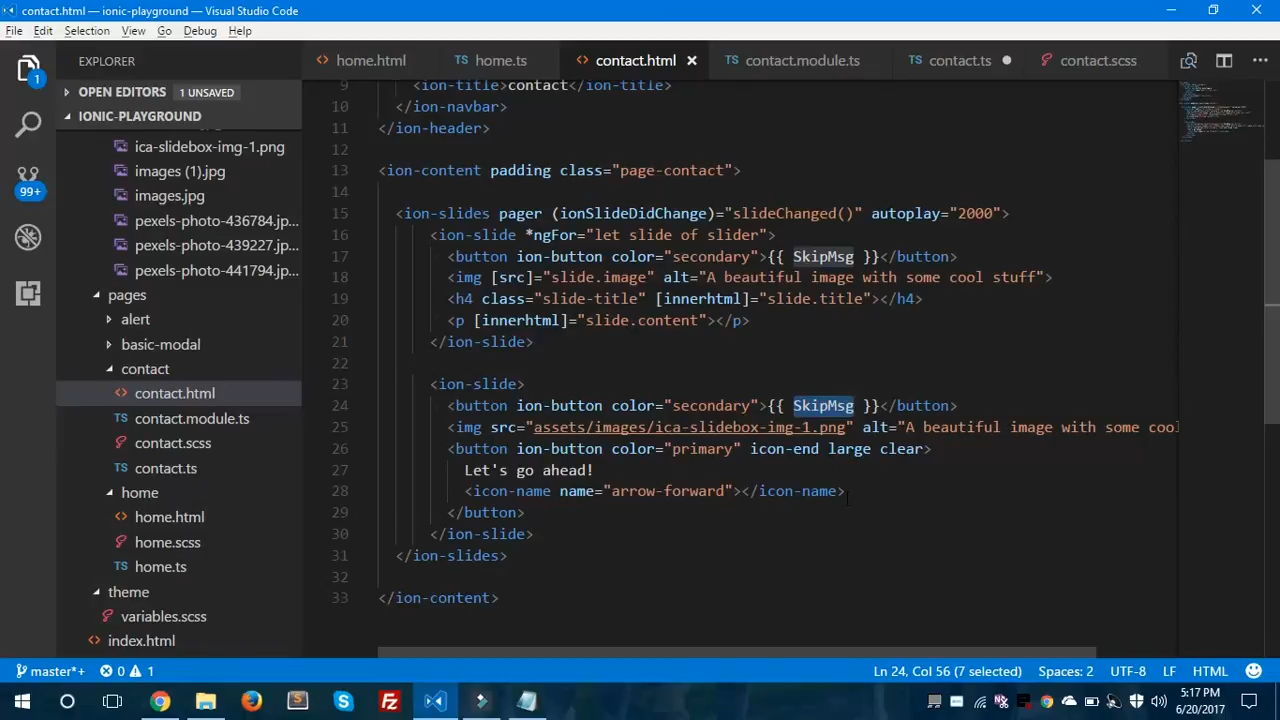 contact.html — ionic-playground — Visual Studio Code
File Edit Selection View Go Debug Help
EXPLORER
OPEN EDITORS 1 UNSAVED
IONIC-PLAYGROUND
ica-slidebox-img-1.png
images (1).jpg
images.jpg
pexels-photo-436784.jp...
pexels-photo-439227.jp...
pexels-photo-441794.jp...
pages
alert
basic-modal
contact
contact.html
contact.module.ts
contact.scss
contact.ts
home
home.html
home.scss
home.ts
theme
variables.scss
index.html
1
99+
home.html home.ts contact.html contact.module.ts contact.ts contact.scss
9 <ion-title>contact</ion-title>
10 </ion-navbar>
11 </ion-header>
12
13 <ion-content padding class="page-contact">
14
15 <ion-slides pager (ionSlideDidChange)="slideChanged()" autoplay="2000">
16 <ion-slide *ngFor="let slide of slider">
17 <button ion-button color="secondary">{{ SkipMsg }}</button>
18 <img [src]="slide.image" alt="A beautiful image with some cool stuff">
19 <h4 class="slide-title" [innerhtml]="slide.title"></h4>
20 <p [innerhtml]="slide.content"></p>
21 </ion-slide>
22
23 <ion-slide>
24 <button ion-button color="secondary">{{ SkipMsg }}</button>
25 <img src="assets/images/ica-slidebox-img-1.png" alt="A beautiful image with some cool
26 <button ion-button color="primary" icon-end large clear>
27 Let's go ahead!
28 <icon-name name="arrow-forward"></icon-name>
29 </button>
30 </ion-slide>
31 </ion-slides>
32
33 </ion-content>
master*+ 0 1 Ln 24, Col 56 (7 selected) Spaces: 2 UTF-8 LF HTML
5:17 PM
6/20/2017